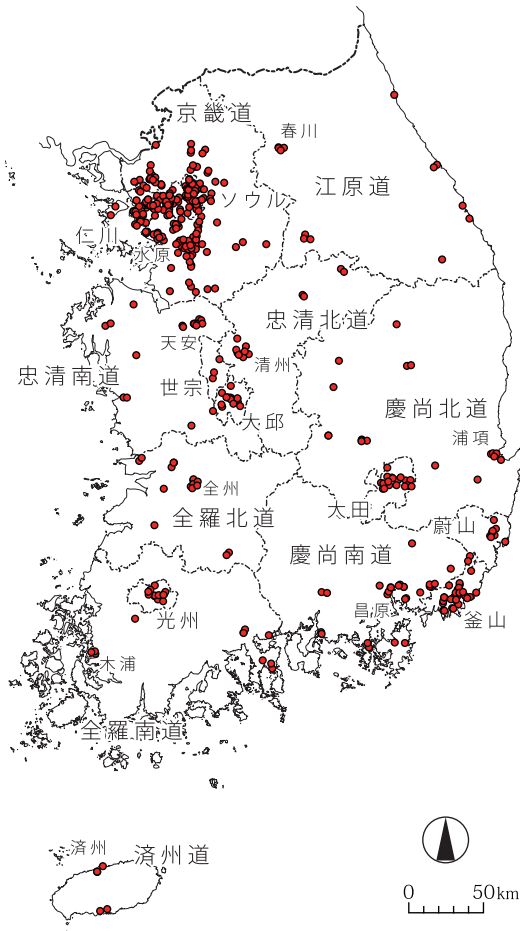 京畿道
春川
江原道
ソウル
仁川
水原
忠清北道
天安
清州
忠清南道
世宗
大邱
慶尚北道
浦項
全州
大田
全羅北道
蔚山
慶尚南道
昌原
光州
釜山
木浦
全羅南道
済州
済州道
0 50km